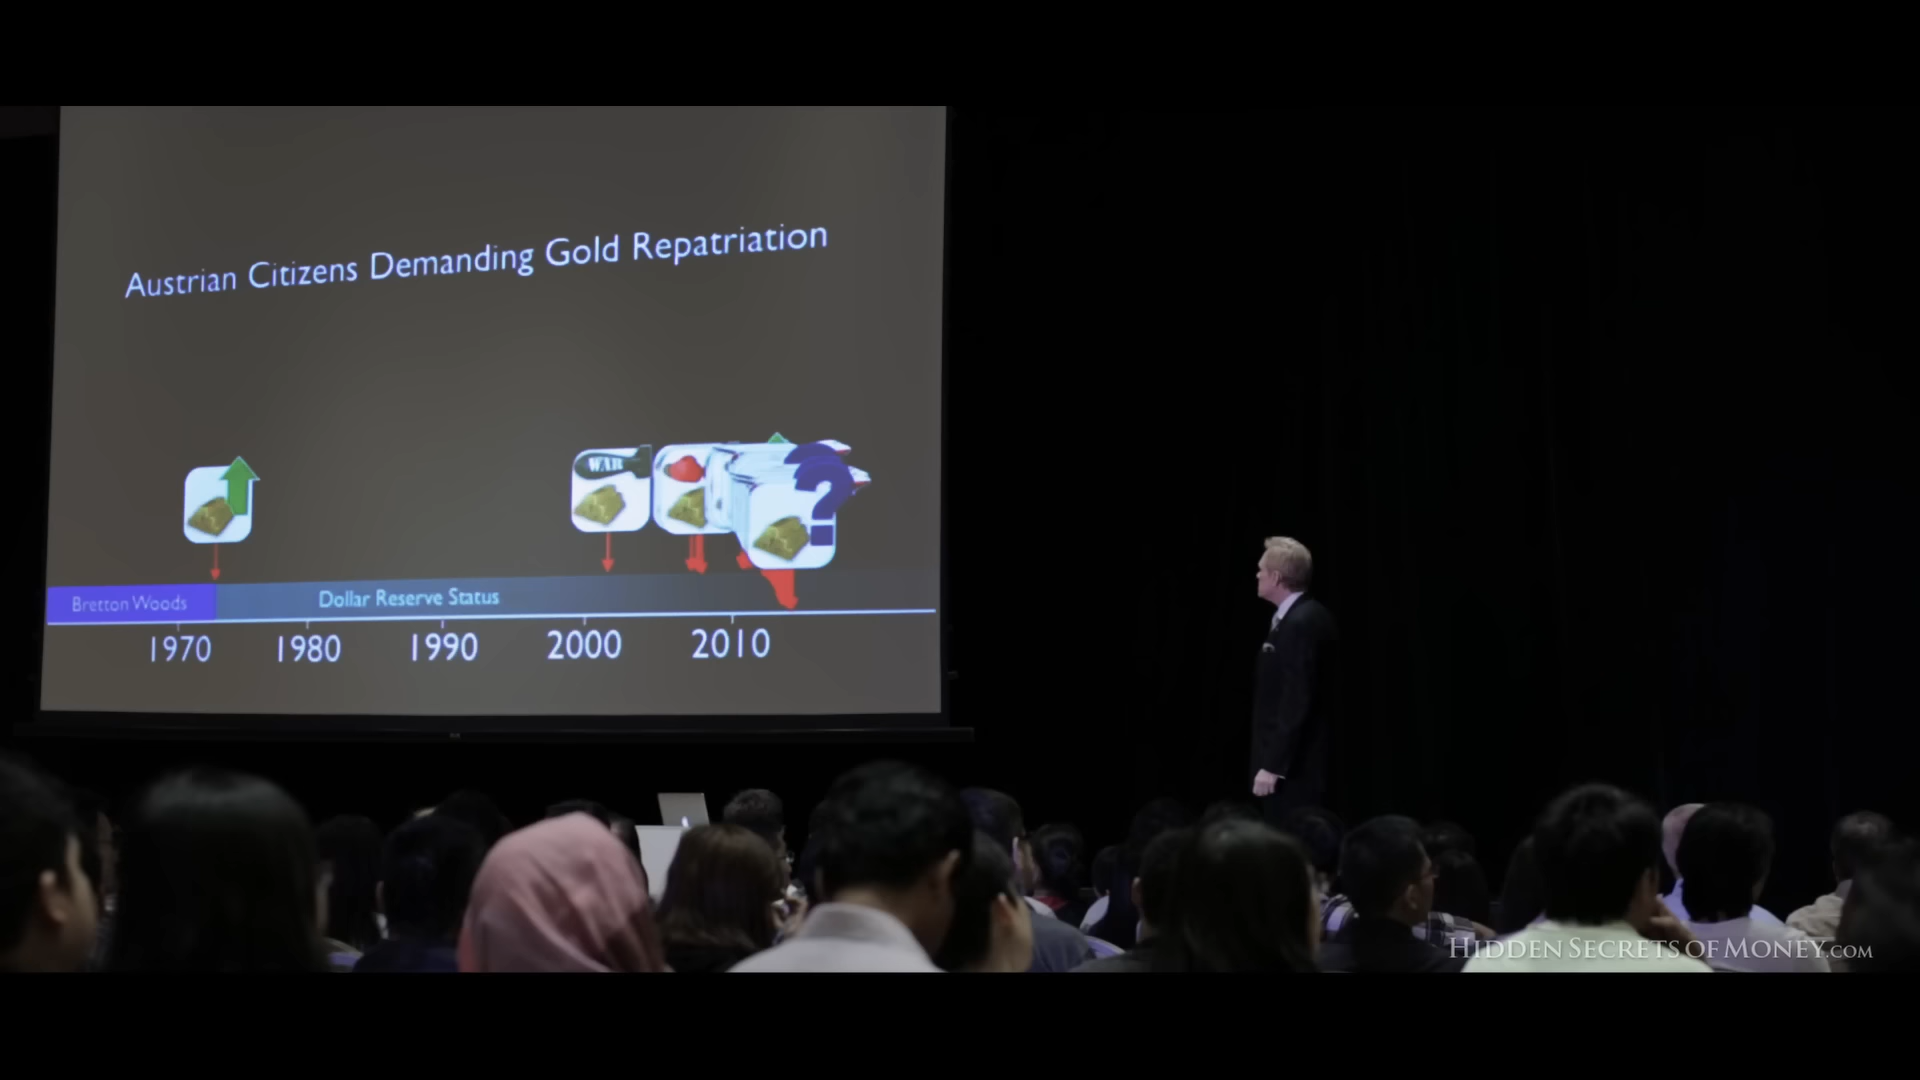 Austrian Citizens Demanding Gold Repatriation
WAR
?
Bretton Woods
Dollar Reserve Status
1970 1980 1990 2000 2010
HIDDEN SECRETS OF MONEY.COM